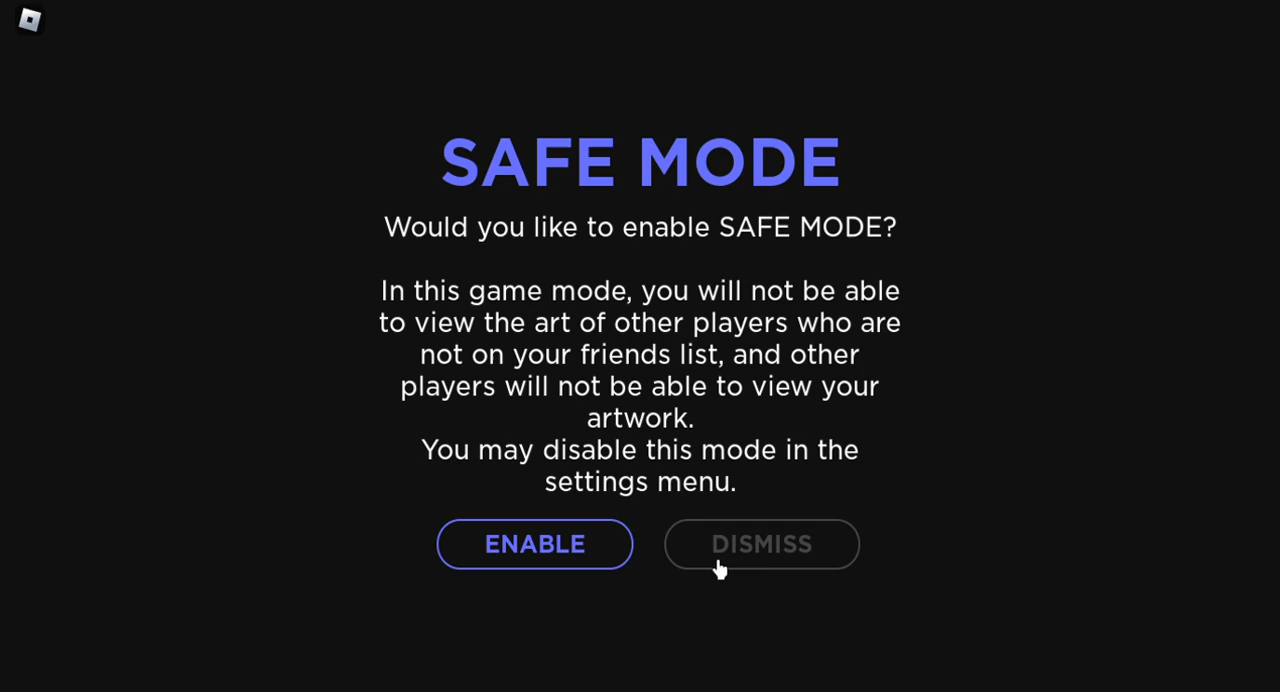 SAFE MODE
Would you like to enable SAFE MODE?
In this game mode, you will not be able
to view the art of other players who are
not on your friends list, and other
players will not be able to view your
artwork.
You may disable this mode in the
settings menu.
ENABLE
DISMISS